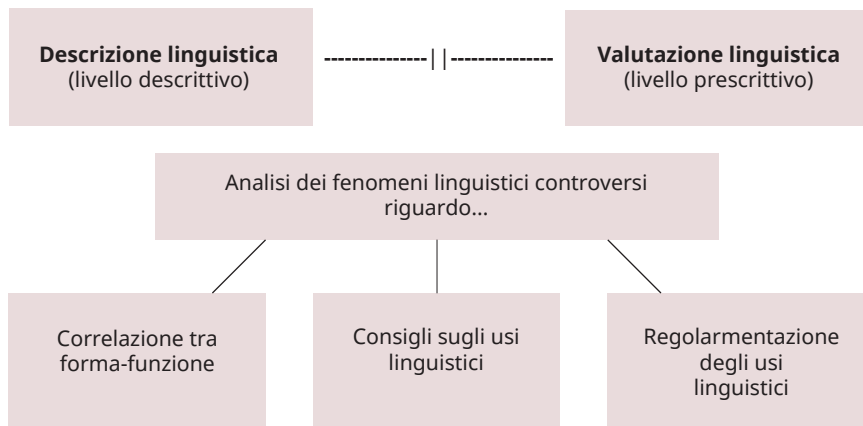 Descrizione linguistica
(livello descrittivo)
---------------||---------------
Valutazione linguistica
(livello prescrittivo)
Analisi dei fenomeni linguistici controversi
riguardo...
Correlazione tra
forma-funzione
Consigli sugli usi
linguistici
Regolarmentazione
degli usi
linguistici